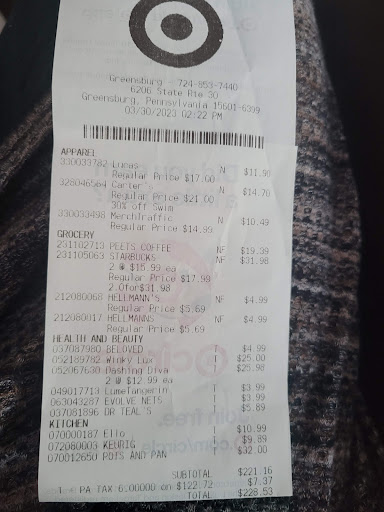 Greensburg - 724-853-7440
6206 State Rte 30
Greensburg, Pennsylvania 15601-6399
03/30/2023 02:22 PM
APPAREL
330033782 Lucas N $11.90
Regular Price $17.00
328046564 Carter's N $14.70
Regular Price $21.00
30% off Swim
330033498 MerchTraffic N $10.49
Regular Price $14.99
GROCERY
231102713 PEETS COFFEE NF $19.39
231105063 STARBUCKS NF $31.98
2 @ $15.99 ea
Regular Price $17.99
2.0for$31.98
212080068 HELLMANN'S NF $4.99
Regular Price $5.69
212080017 HELLMANNS NF $4.99
Regular Price $5.69
HEALTH AND BEAUTY
037087980 BELOVED T $4.99
052189782 Winky Lux T $25.00
052067630 Dashing Diva T $25.98
2 @ $12.99 ea
049017713 LumeTangerin T $3.99
063043287 EVOLVE NETS T $3.99
037081896 DR TEAL'S T $5.89
KITCHEN
070000187 Ello T $10.99
072080003 KEURIG T $9.89
070012650 POTS AND PAN T $32.00
SUBTOTAL $221.16
T = PA TAX 6.00000 on $122.72 $7.37
TOTAL $228.53